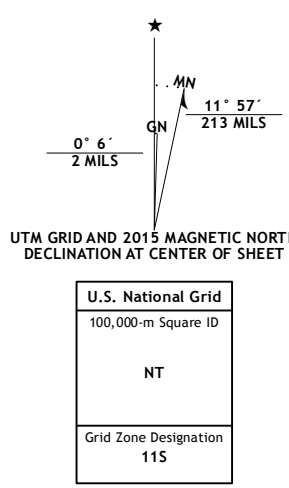 ★
MN
GN
11° 57´
213 MILS
0° 6´
2 MILS
UTM GRID AND 2015 MAGNETIC NORT
DECLINATION AT CENTER OF SHEET
U.S. National Grid
100,000-m Square ID
NT
Grid Zone Designation
11S